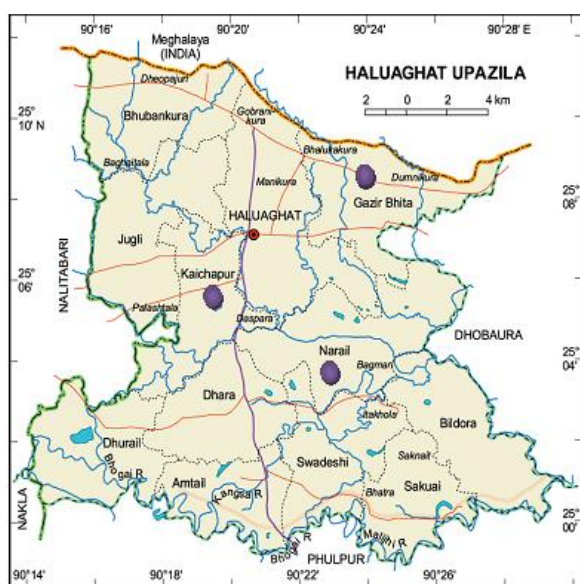 90°16' 90°20' 90°24' 90°28' E
Meghalaya
(INDIA)
HALUAGHAT UPAZILA
2 0 2 4 km
25°
10' N
Dheopajuri
Bhubankura
Gobrani-
kura
Bhalukakura
Baghaitala
Manikura
Dumnikura
Gazir Bhita
25°
08'
HALUAGHAT
Jugli
NALITABARI
25°
06'
Kaichapur
Palashtala
Daspara
DHOBAURA
Narail
Bagman
25°
04'
Dhara
Itakhola
Bildora
Dhurail
Bhogai R
Swadeshi
Saknait
NAKLA
Amtail
Kangsa R
Bhatra
Sakuai
25°
00'
Bhogai R
Malijhi R
PHULPUR
90°14' 90°18' 90°22' 90°26'